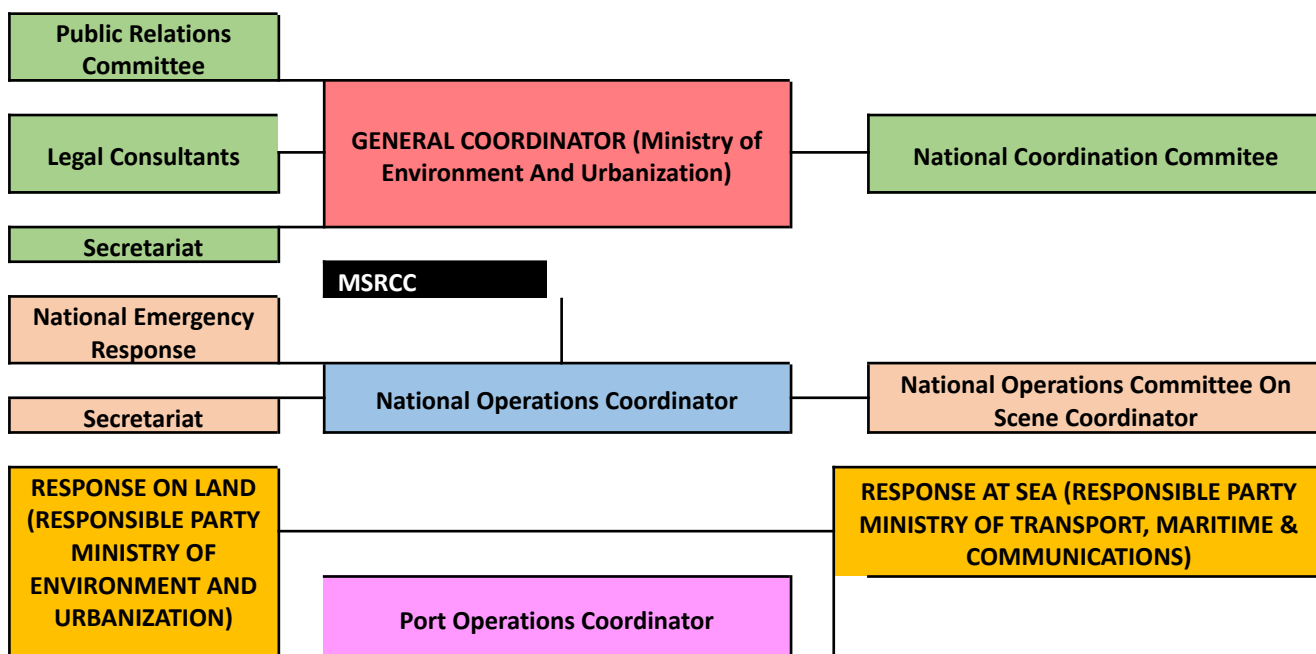 Public Relations
Committee
GENERAL COORDINATOR (Ministry of
Environment And Urbanization)
Legal Consultants
National Coordination Commitee
Secretariat
MSRCC
National Emergency
Response
National Operations Coordinator
National Operations Committee On
Scene Coordinator
Secretariat
RESPONSE ON LAND
(RESPONSIBLE PARTY
MINISTRY OF
ENVIRONMENT AND
URBANIZATION)
RESPONSE AT SEA (RESPONSIBLE PARTY
MINISTRY OF TRANSPORT, MARITIME &
COMMUNICATIONS)
Port Operations Coordinator